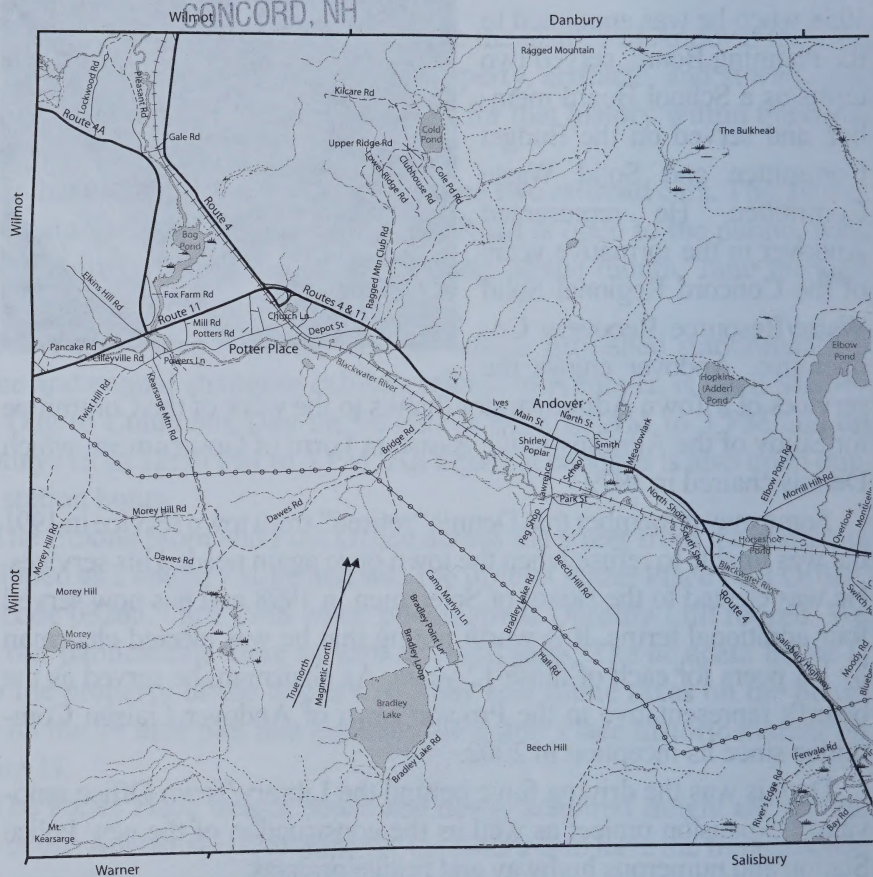 CONCORD, NH
Wilmot
Danbury
Ragged Mountain
Lockwood Rd
Pleasant Rd
Route 4A
Gale Rd
Kilcare Rd
Cold
Pond
The Bulkhead
Upper Ridge Rd
Lower Ridge Rd
Clubhouse Rd
Cole Pd Rd
Wilmot
Route 4
Bog
Pond
Ragged Mtn Club Rd
Elkins Hill Rd
Fox Farm Rd
Route 11
Routes 4 & 11
Church Ln
Mill Rd
Potters Rd
Depot St
Pancake Rd
Cilleyville Rd
Powers Ln
Potter Place
Blackwater River
Elbow
Pond
Hopkins
(Adder)
Pond
Twist Hill Rd
Kearsarge Mtn Rd
Ives
Main St
Andover
North St
Shirley
Poplar
Smith
School
E Meadowlark
Bridge Rd
Lawrence
Park St
North Shore
Elbow Pond Rd
Morrill Hill Rd
Overlook
Monticello
Morey Hill Rd
Dawes Rd
Morey Hill Rd
Dawes Rd
Peg Shop
Beech Hill Rd
South Shore
Horseshoe
Pond
Blackwater River
Route 4
Switch
Wilmot
Morey Hill
Morey
Pond
True north
Magnetic north
Camp Marlyn Ln
Bradley Point Ln
Bradley Loop
Bradley Lake Rd
Hall Rd
Salisbury Highway
Moody Rd
Blueber
Bradley
Lake
Bradley Lake Rd
Beech Hill
Fenvale Rd
River's Edge Rd
Bay Rd
Mt.
Kearsarge
Warner
Salisbury